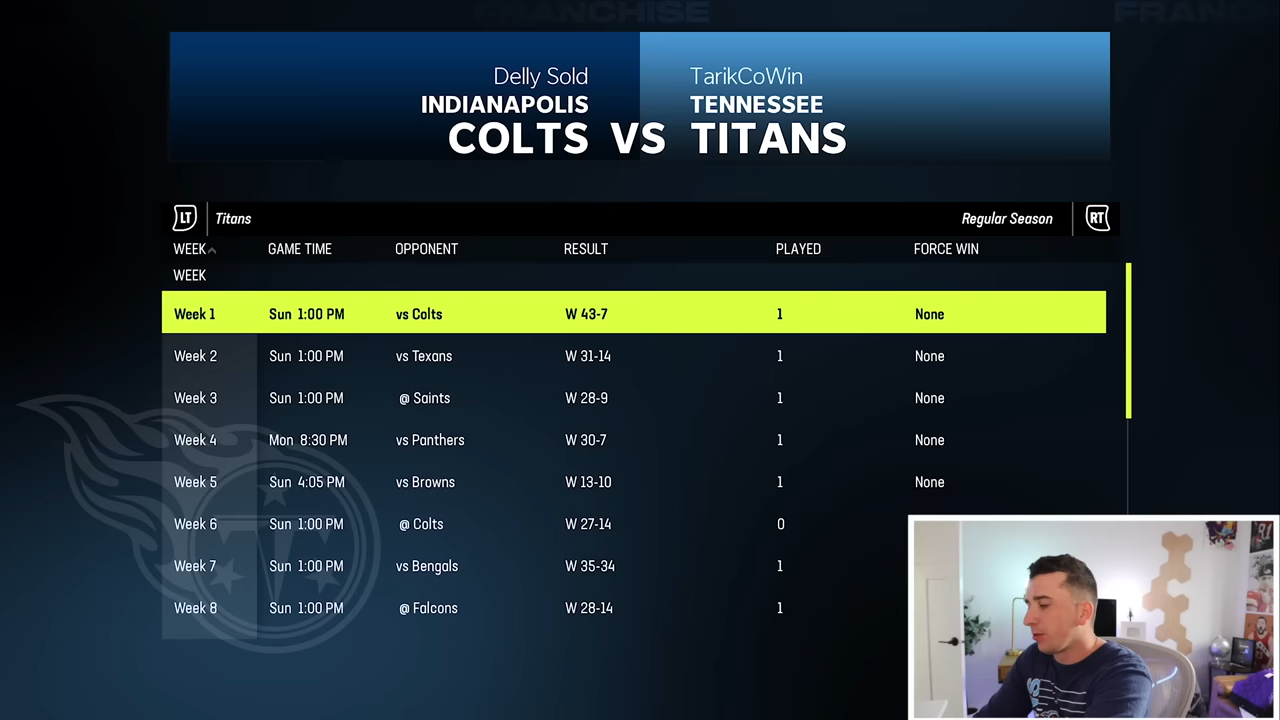 FRANCHISE
FRANC
Delly Sold
TarikCoWin
INDIANAPOLIS
TENNESSEE
COLTS VS TITANS
LT Titans Regular Season RT
WEEK GAME TIME OPPONENT RESULT PLAYED FORCE WIN
WEEK
Week 1 Sun 1:00 PM vs Colts W 43-7 1 None
Week 2 Sun 1:00 PM vs Texans W 31-14 1 None
Week 3 Sun 1:00 PM @ Saints W 28-9 1 None
Week 4 Mon 8:30 PM vs Panthers W 30-7 1 None
Week 5 Sun 4:05 PM vs Browns W 13-10 1 None
Week 6 Sun 1:00 PM @ Colts W 27-14 0
Week 7 Sun 1:00 PM vs Bengals W 35-34 1
Week 8 Sun 1:00 PM @ Falcons W 28-14 1